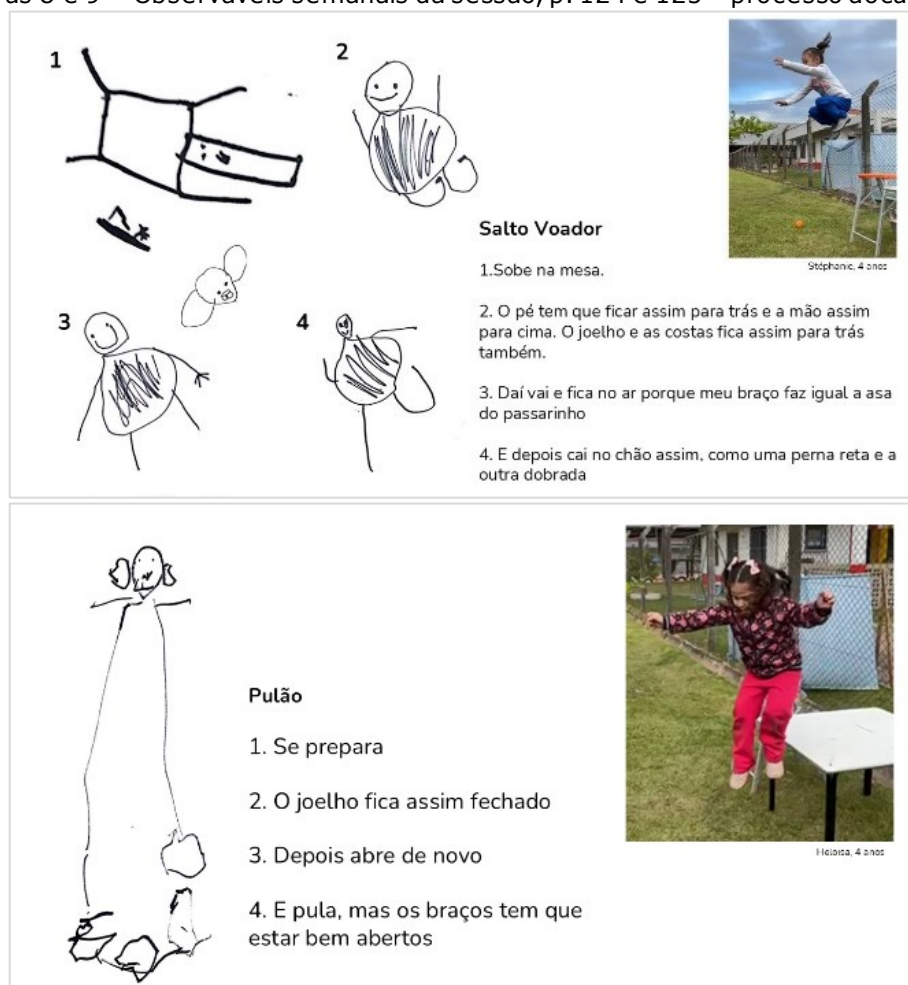 as 8 e 9 – Observáveis semanais da sessão, p. 124 e 125 – processo
1
2
3
4
Stéphanie, 4 anos
Salto Voador
1.Sobe na mesa.
2. O pé tem que ficar assim para trás e a mão assim
para cima. O joelho e as costas fica assim para trás
também.
3. Daí vai e fica no ar porque meu braço faz igual a asa
do passarinho
4. E depois cai no chão assim, como uma perna reta e a
outra dobrada
Pulão
1. Se prepara
2. O joelho fica assim fechado
3. Depois abre de novo
4. E pula, mas os braços tem que
estar bem abertos
Heloisa, 4 anos